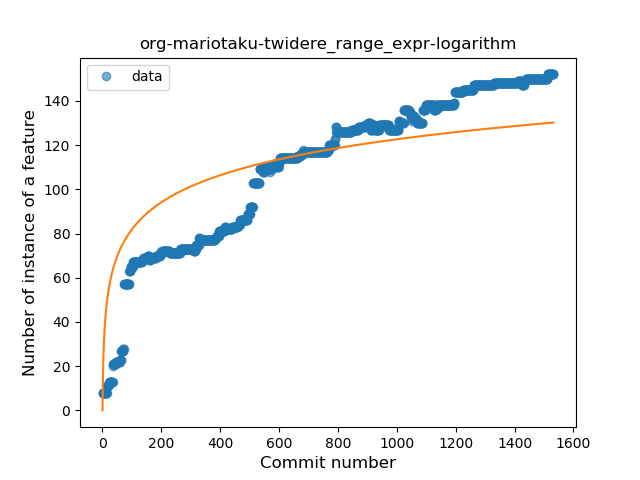 org-mariotaku-twidere_range_expr-logarithm
data
Number of instance of a feature
140
120
100
80
60
40
20
0
0 200 400 600 800 1000 1200 1400 1600
Commit number